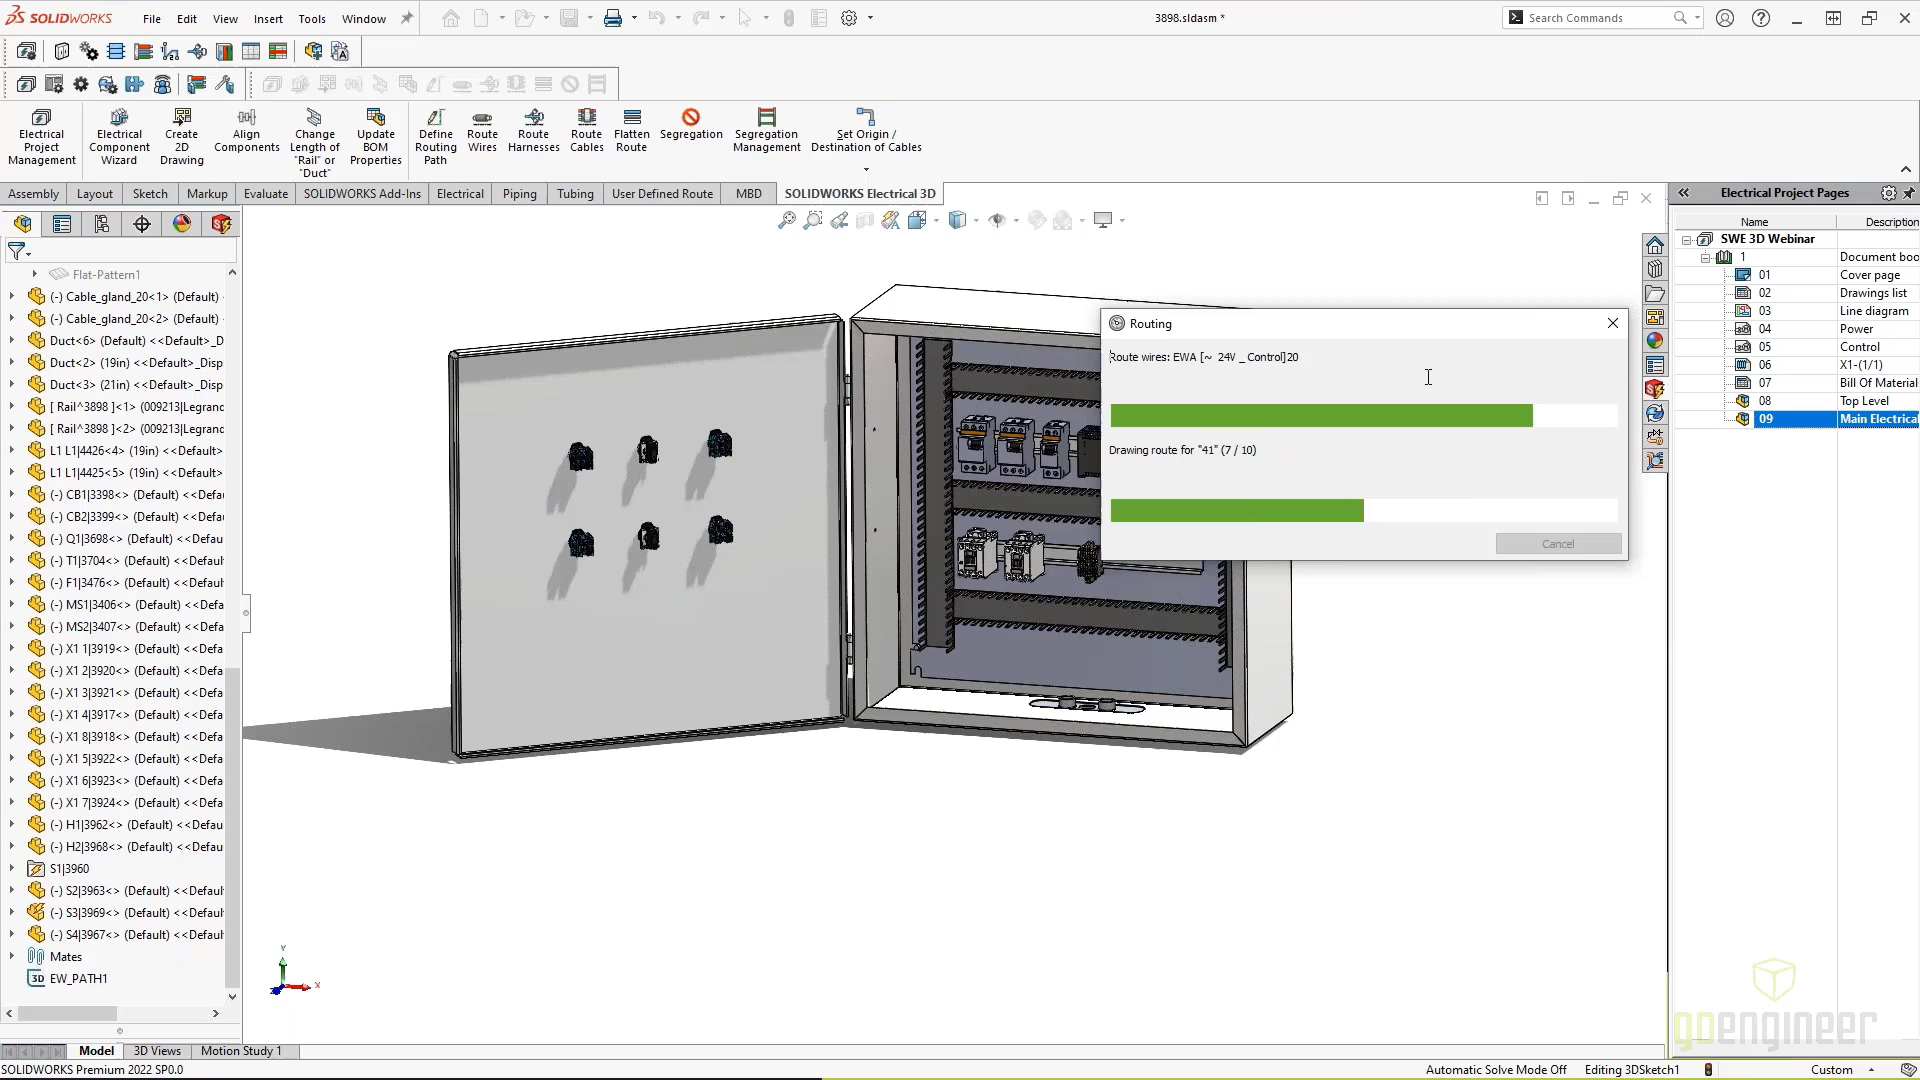 SOLIDWORKS
File Edit View Insert Tools Window
3898.sldasm *
Search Commands
Electrical Project Management
Electrical Component Wizard
Create 2D Drawing
Align Components
Change Length of "Rail" or "Duct"
Update BOM Properties
Define Routing Path
Route Wires
Route Harnesses
Route Cables
Flatten Route
Segregation
Segregation Management
Set Origin / Destination of Cables
Assembly Layout Sketch Markup Evaluate SOLIDWORKS Add-Ins Electrical Piping Tubing User Defined Route MBD SOLIDWORKS Electrical 3D
Flat-Pattern1
(-) Cable_gland_20<1> (Default)
(-) Cable_gland_20<2> (Default)
Duct<6> (Default) <<Default>_D
Duct<2> (19in) <<Default>_Disp
Duct<3> (21in) <<Default>_Disp
[ Rail^3898 ]<1> (009213|Legranc
[ Rail^3898 ]<2> (009213|Legranc
L1 L1|4426<4> (19in) <<Default>
L1 L1|4425<5> (19in) <<Default>
(-) CB1|3398<> (Default) <<Defau
(-) CB2|3399<> (Default) <<Defau
(-) Q1|3698<> (Default) <<Defaul
(-) T1|3704<> (Default) <<Defaul
(-) F1|3476<> (Default) <<Defaul
(-) MS1|3406<> (Default) <<Defa
(-) MS2|3407<> (Default) <<Defa
(-) X1 1|3919<> (Default) <<Defa
(-) X1 2|3920<> (Default) <<Defa
(-) X1 3|3921<> (Default) <<Defa
(-) X1 4|3917<> (Default) <<Defa
(-) X1 8|3918<> (Default) <<Defa
(-) X1 5|3922<> (Default) <<Defa
(-) X1 6|3923<> (Default) <<Defa
(-) X1 7|3924<> (Default) <<Defa
(-) H1|3962<> (Default) <<Defau
(-) H2|3968<> (Default) <<Defau
S1|3960
(-) S2|3963<> (Default) <<Defaul
(-) S3|3969<> (Default) <<Defaul
(-) S4|3967<> (Default) <<Defaul
Mates
3D EW_PATH1
Y
X
Z
Routing
Route wires: EWA [~ 24V _ Control]20
Drawing route for "41" (7 / 10)
Cancel
Electrical Project Pages
Name Description
SWE 3D Webinar
1 Document boo
01 Cover page
02 Drawings list
03 Line diagram
04 Power
05 Control
06 X1-(1/1)
07 Bill Of Material
08 Top Level
09 Main Electrica
goengineer
Model 3D Views Motion Study 1
SOLIDWORKS Premium 2022 SP0.0
Automatic Solve Mode Off Editing 3DSketch1 Custom